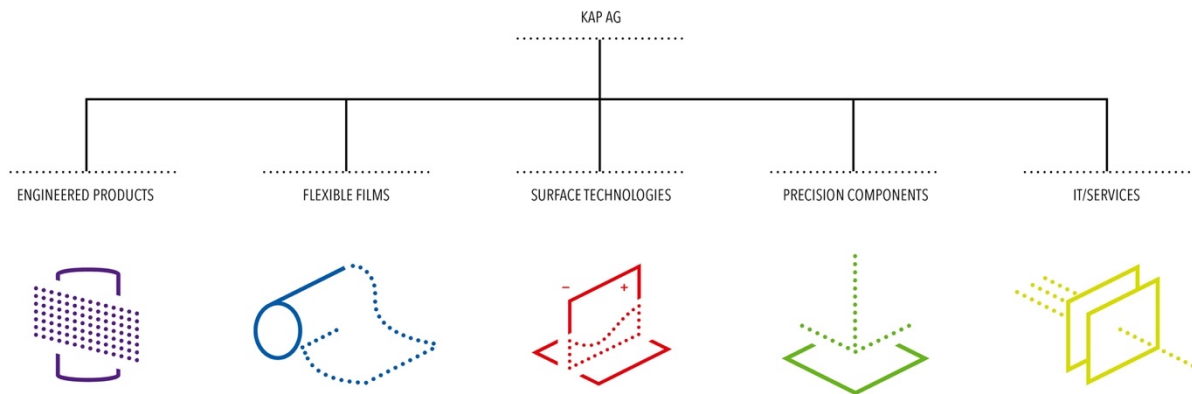 KAP AG
ENGINEERED PRODUCTS
FLEXIBLE FILMS
SURFACE TECHNOLOGIES
PRECISION COMPONENTS
IT/SERVICES
− +